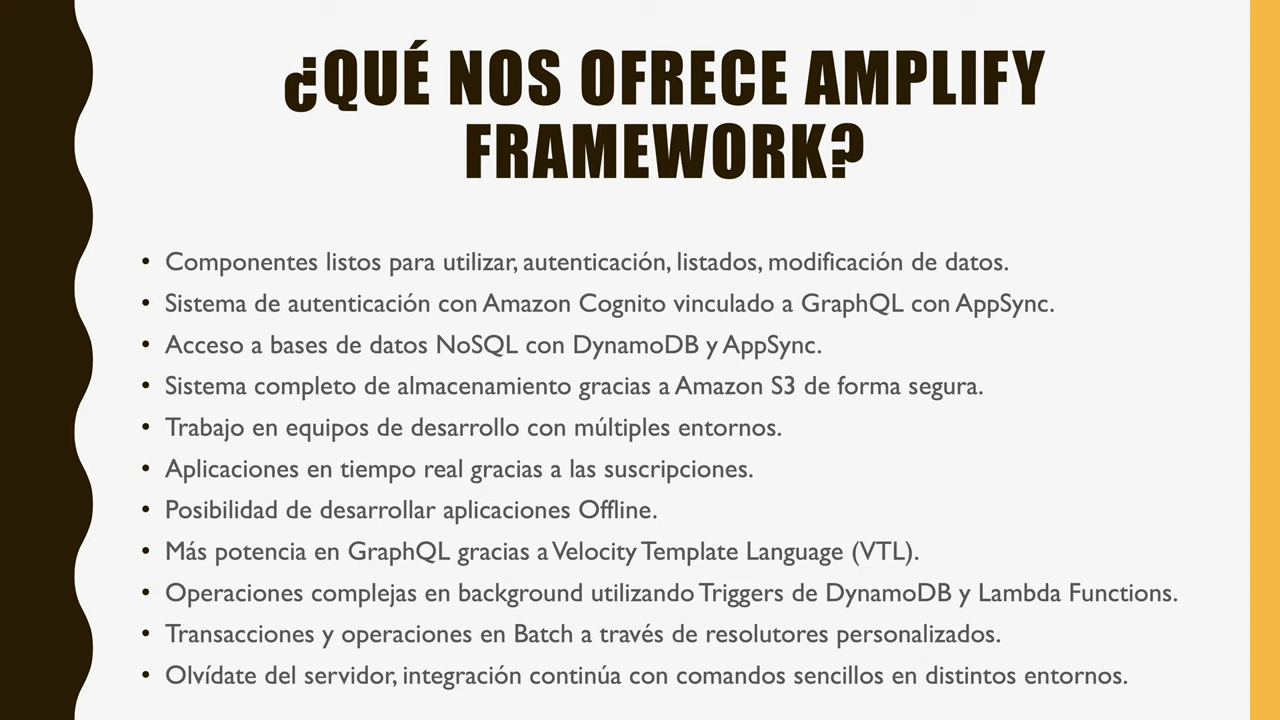 ¿QUÉ NOS OFRECE AMPLIFY
FRAMEWORK?
• Componentes listos para utilizar, autenticación, listados, modificación de datos.
• Sistema de autenticación con Amazon Cognito vinculado a GraphQL con AppSync.
• Acceso a bases de datos NoSQL con DynamoDB y AppSync.
• Sistema completo de almacenamiento gracias a Amazon S3 de forma segura.
• Trabajo en equipos de desarrollo con múltiples entornos.
• Aplicaciones en tiempo real gracias a las suscripciones.
• Posibilidad de desarrollar aplicaciones Offline.
• Más potencia en GraphQL gracias a Velocity Template Language (VTL).
• Operaciones complejas en background utilizando Triggers de DynamoDB y Lambda Functions.
• Transacciones y operaciones en Batch a través de resolutores personalizados.
• Olvídate del servidor, integración continúa con comandos sencillos en distintos entornos.